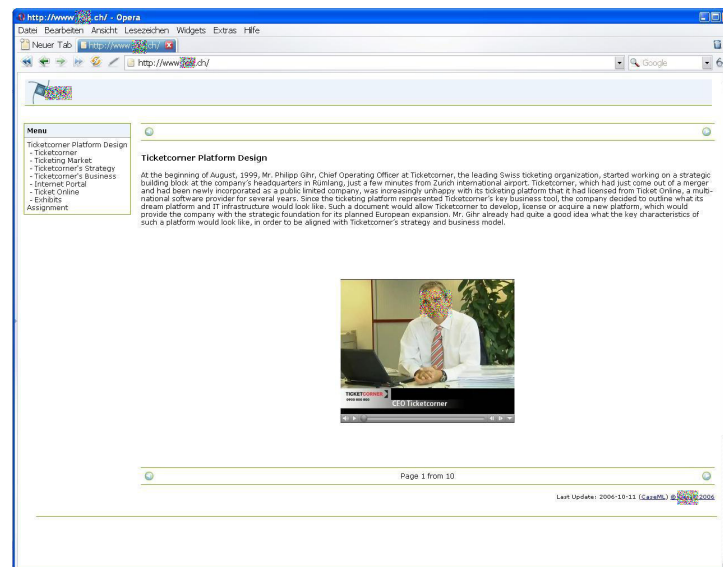 http://www. .ch/ - Opera
Datei Bearbeiten Ansicht Lesezeichen Widgets Extras Hilfe
Neuer Tab http://www. .ch/
http://www. .ch/ Google
Menu
Ticketcorner Platform Design
- Ticketcorner
- Ticketing Market
- Ticketcorner's Strategy
- Ticketcorner's Business
- Internet Portal
- Ticket Online
- Exhibits
Assignment
Ticketcorner Platform Design
At the beginning of August, 1999, Mr. Philipp Gihr, Chief Operating Officer at Ticketcorner, the leading Swiss ticketing organization, started working on a strategic
building block at the company's headquarters in Rümlang, just a few minutes from Zurich international airport. Ticketcorner, which had just come out of a merger
and had been newly incorporated as a public limited company, was increasingly unhappy with its ticketing platform that it had licensed from Ticket Online, a multi-
national software provider for several years. Since the ticketing platform represented Ticketcorner's key business tool, the company decided to outline what its
dream platform and IT infrastructure would look like. Such a document would allow Ticketcorner to develop, license or acquire a new platform, which would
provide the company with the strategic foundation for its planned European expansion. Mr. Gihr already had quite a good idea what the key characteristics of
such a platform would look like, in order to be aligned with Ticketcorner's strategy and business model.
TICKETCORNER
0900 800 800
CEO Ticketcorner
Page 1 from 10
Last Update: 2006-10-11 (CaseML) © 2006